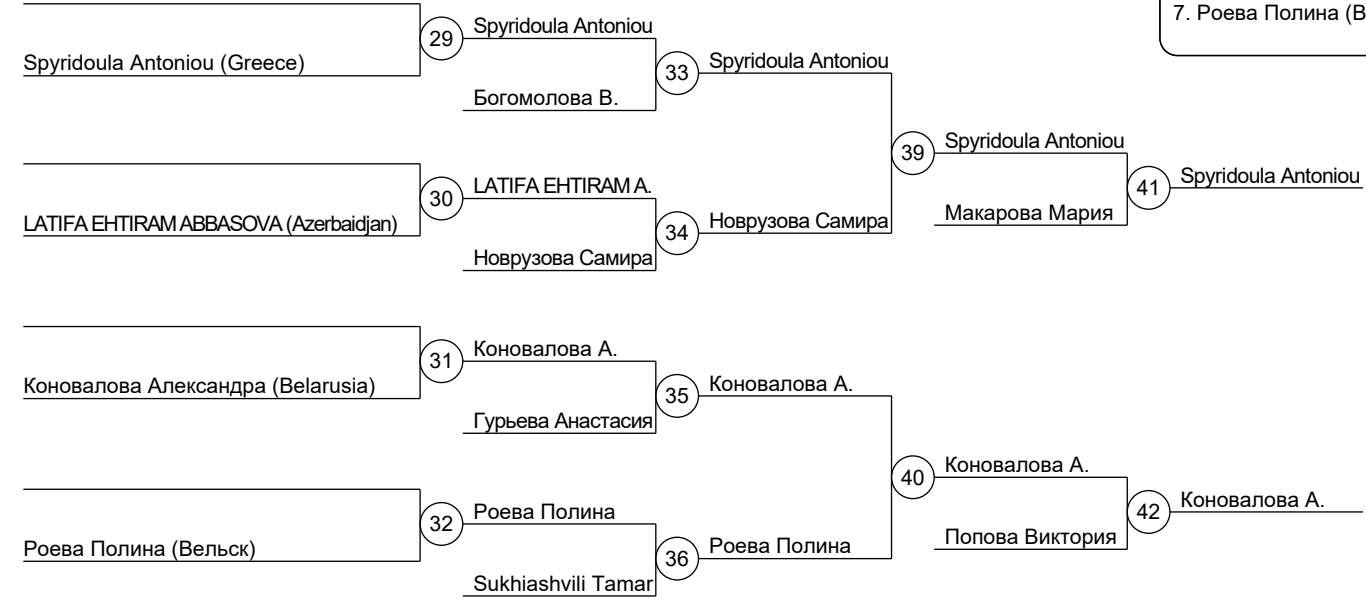 7. Роева Полина (В
Spyridoula Antoniou (Greece)
29
Spyridoula Antoniou
Богомолова В.
33
Spyridoula Antoniou
LATIFA EHTIRAM ABBASOVA (Azerbaidjan)
30
LATIFA EHTIRAM A.
Новрузова Самира
34
Новрузова Самира
39
Spyridoula Antoniou
Макарова Мария
41
Spyridoula Antoniou
Коновалова Александра (Belarusia)
31
Коновалова А.
Гурьева Анастасия
35
Коновалова А.
Роева Полина (Вельск)
32
Роева Полина
Sukhiashvili Tamar
36
Роева Полина
40
Коновалова А.
Попова Виктория
42
Коновалова А.